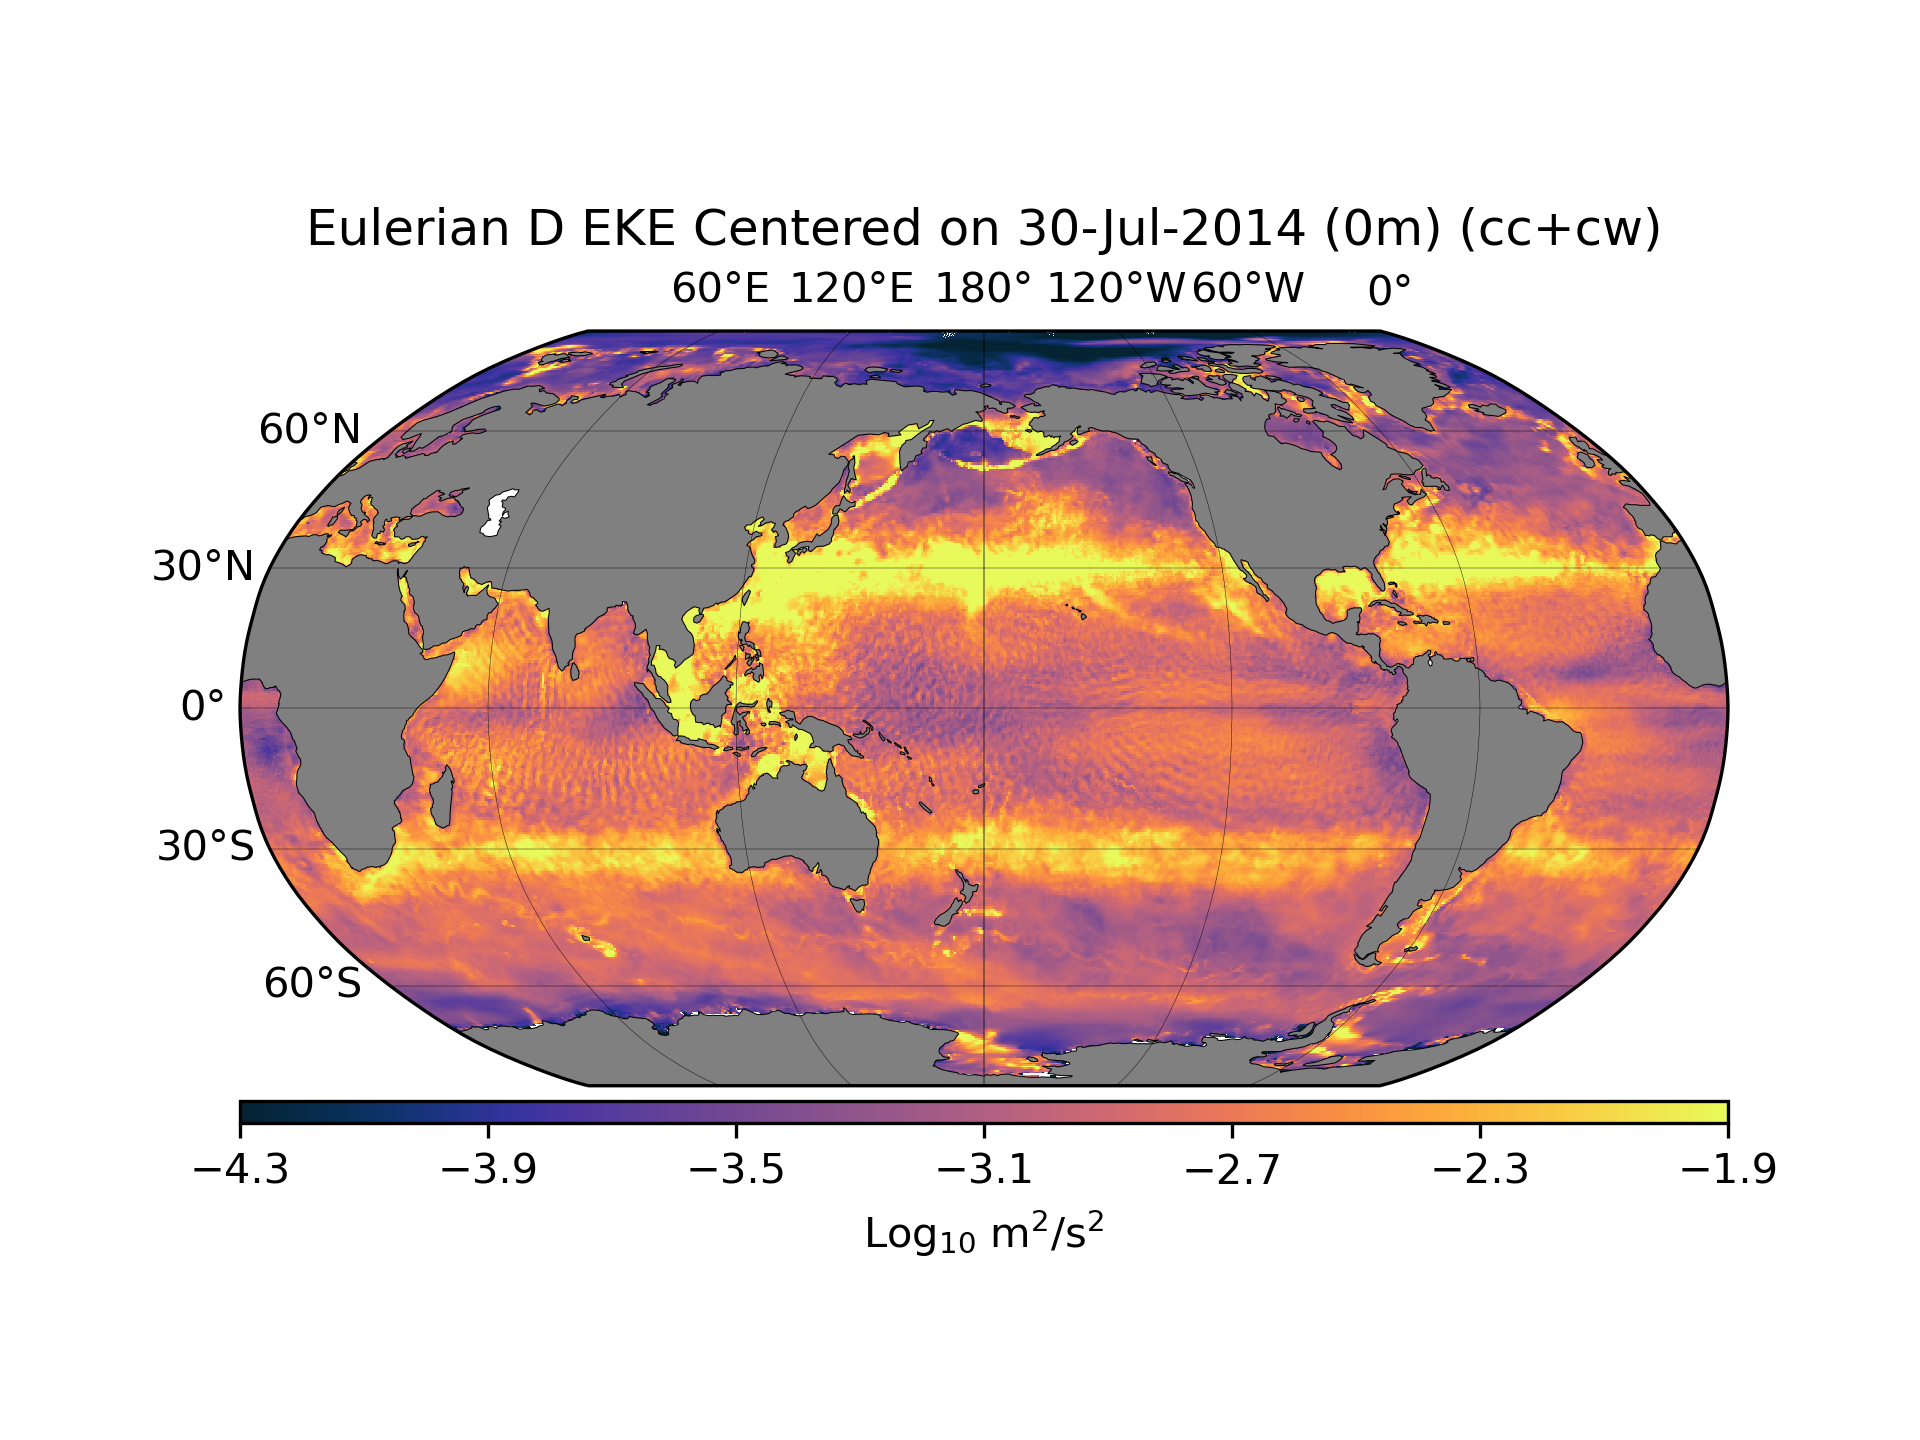 Eulerian D EKE Centered on 30-Jul-2014 (0m) (cc+cw)
60°E 120°E 180° 120°W 60°W 0°
60°N
30°N
0°
30°S
60°S
−4.3 −3.9 −3.5 −3.1 −2.7 −2.3 −1.9
Log₁₀ m²/s²